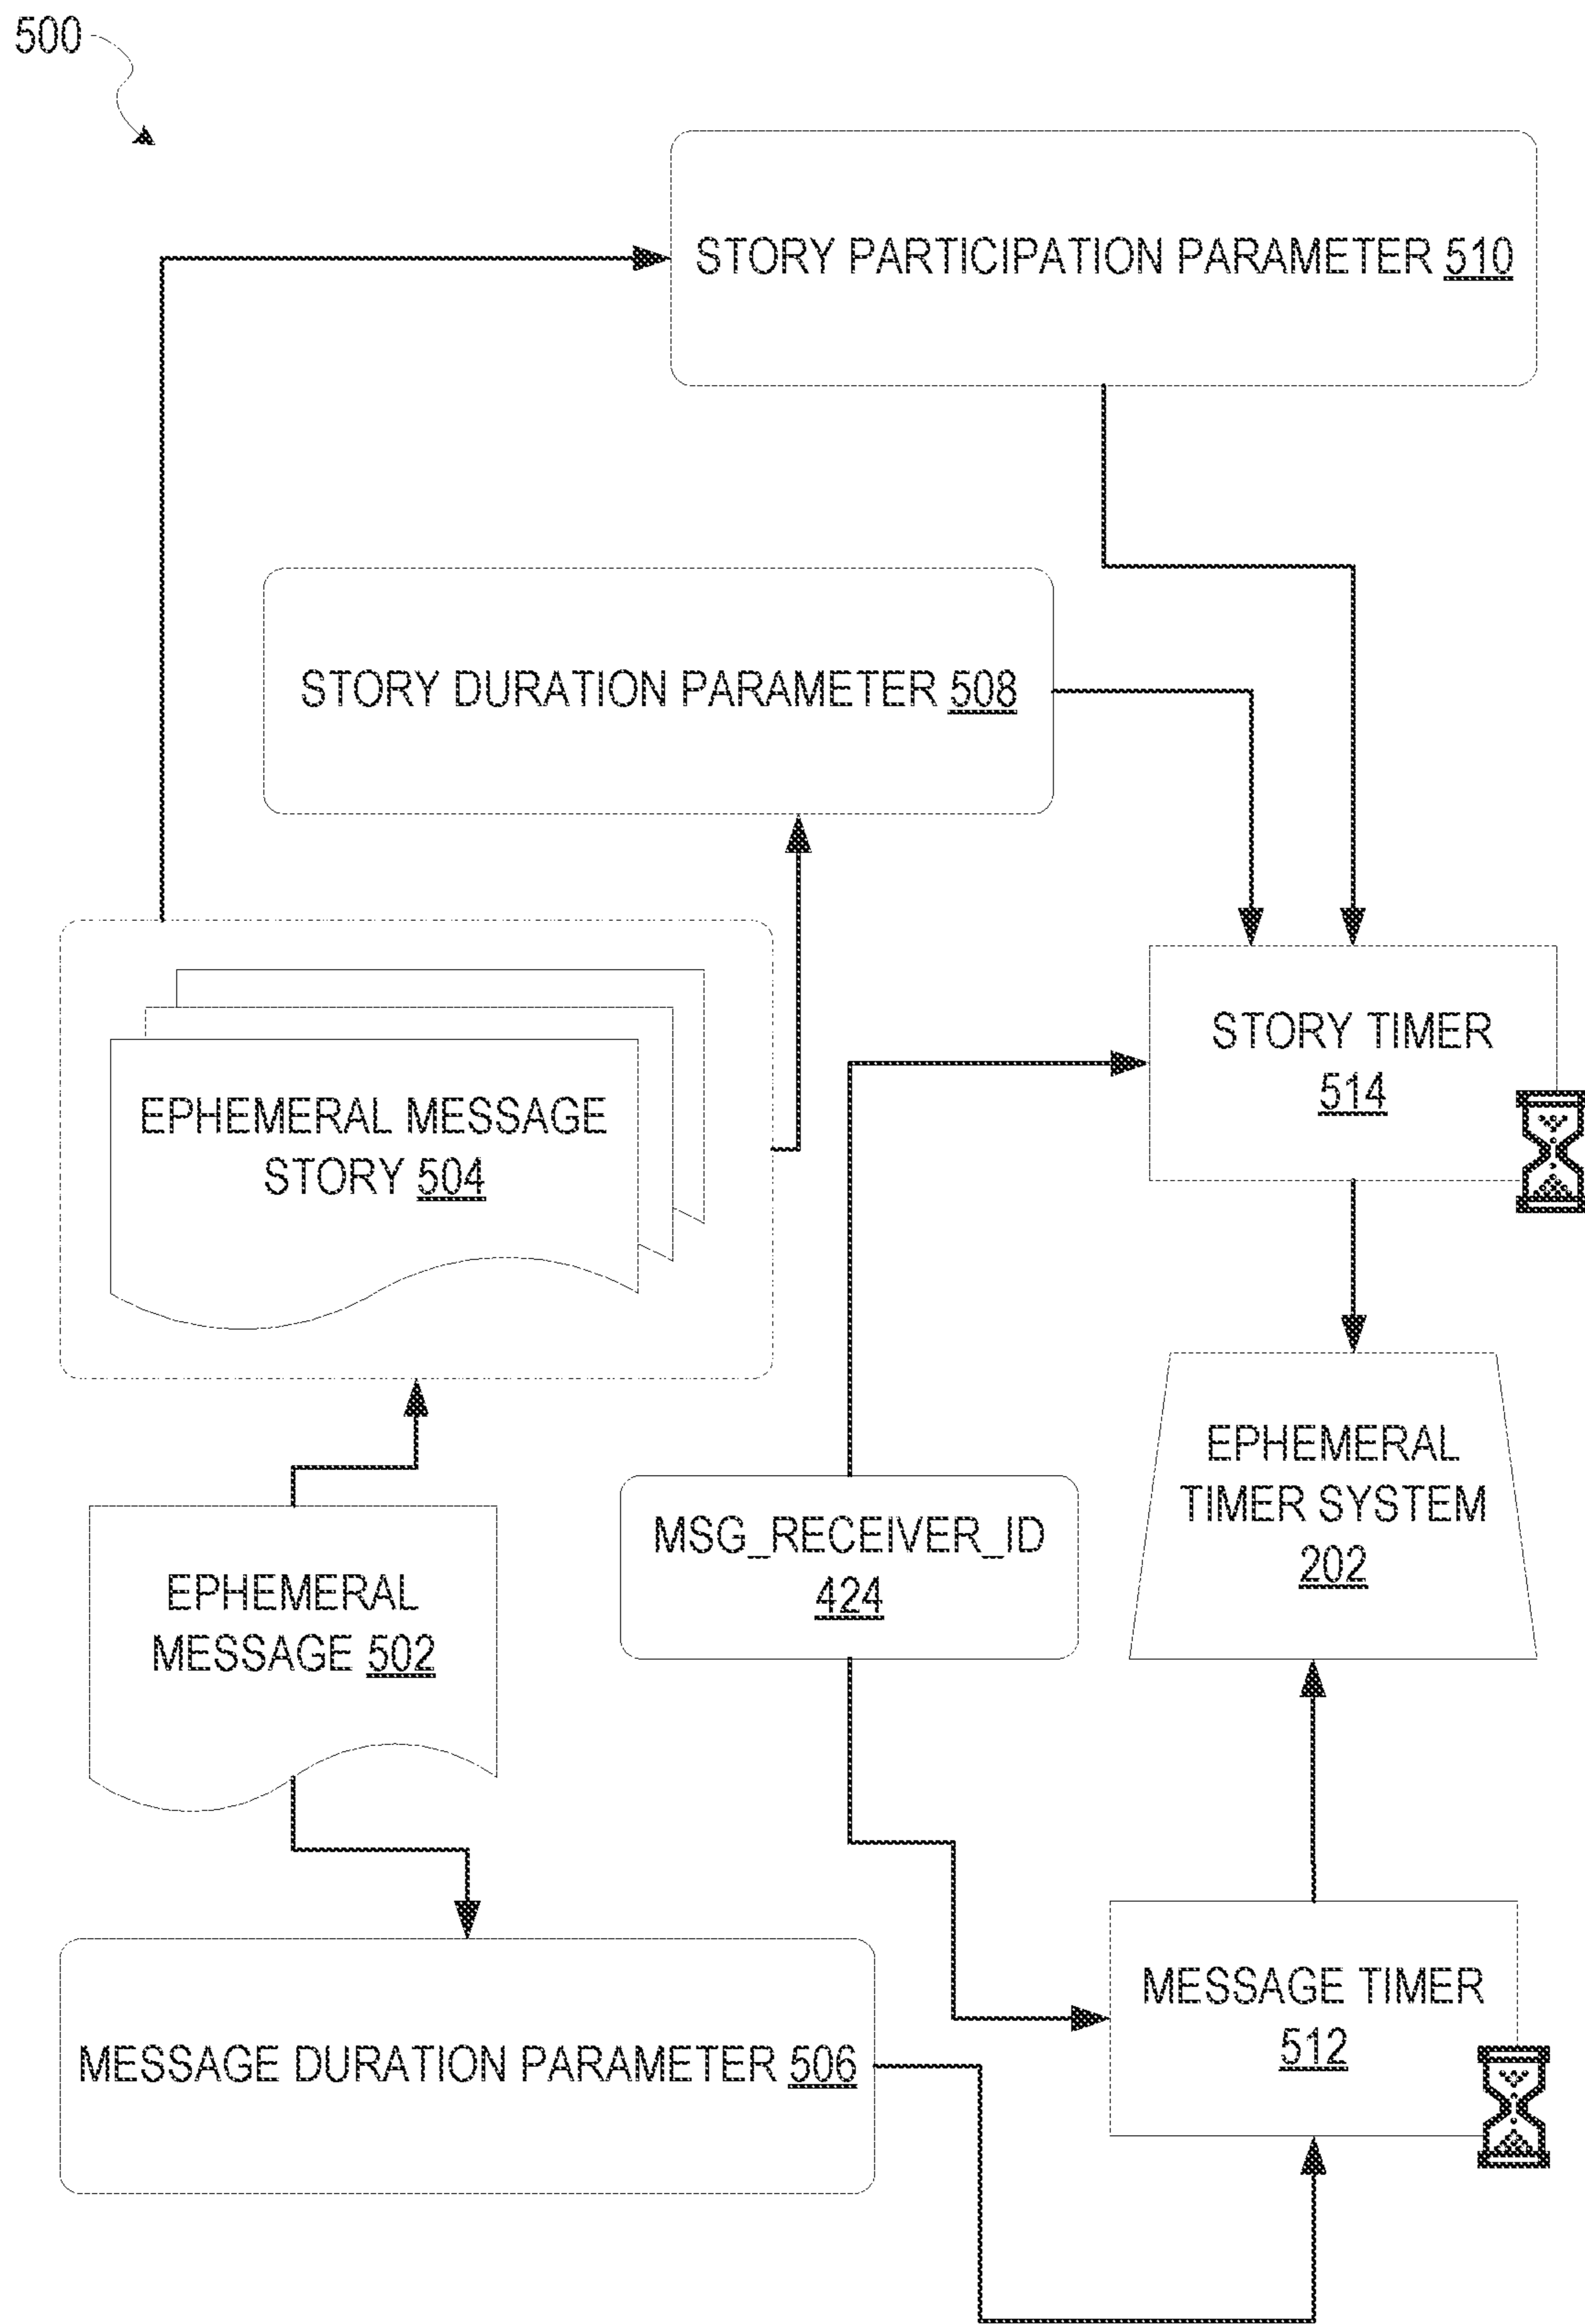 500
STORY PARTICIPATION PARAMETER 510
STORY DURATION PARAMETER 508
STORY TIMER
514
EPHEMERAL MESSAGE
STORY 504
EPHEMERAL
TIMER SYSTEM
202
MSG_RECEIVER_ID
424
EPHEMERAL
MESSAGE 502
MESSAGE TIMER
512
MESSAGE DURATION PARAMETER 506